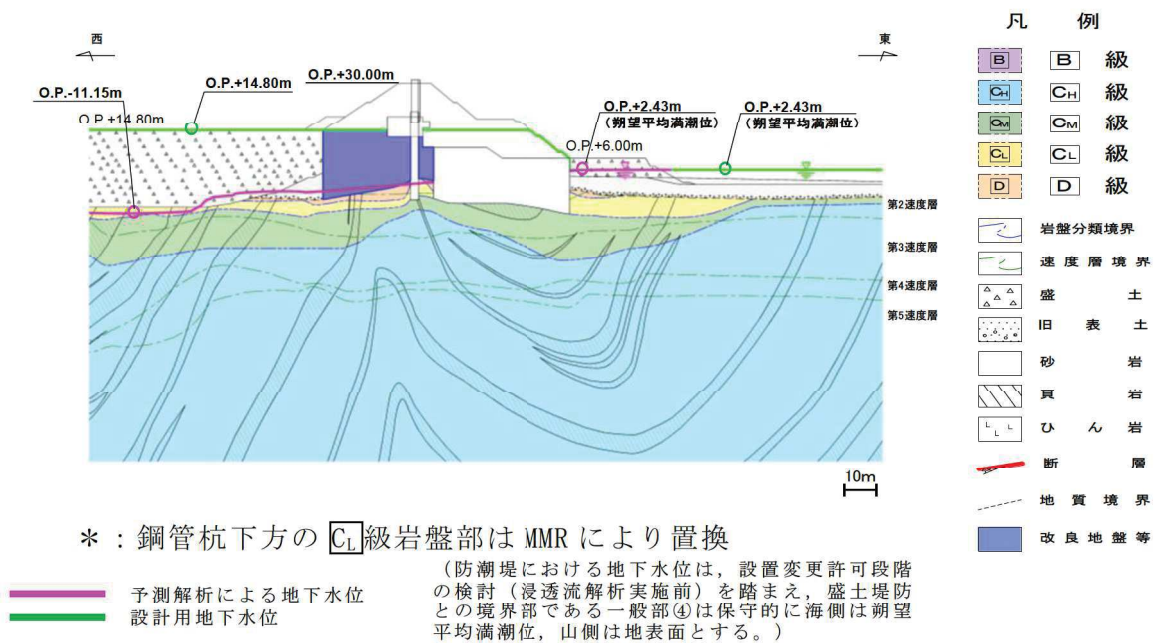 西
東
O.P.-11.15m
O.P.+14.80m
O.P.+30.00m
O.P.+14.80m
O.P.+2.43m
(朔望平均満潮位)
O.P.+2.43m
(朔望平均満潮位)
O.P.+6.00m
第2速度層
第3速度層
第4速度層
第5速度層
10m
凡 例
B B 級
CH CH 級
CM CM 級
CL CL 級
D D 級
岩盤分類境界
速度層境界
盛土
旧表土
砂岩
頁岩
ひん岩
断層
地質境界
改良地盤等
*:鋼管杭下方の CL 級岩盤部は MMR により置換
予測解析による地下水位
設計用地下水位
(防潮堤における地下水位は,設置変更許可段階
の検討(浸透流解析実施前)を踏まえ,盛土堤防
との境界部である一般部④は保守的に海側は朔望
平均満潮位,山側は地表面とする。)